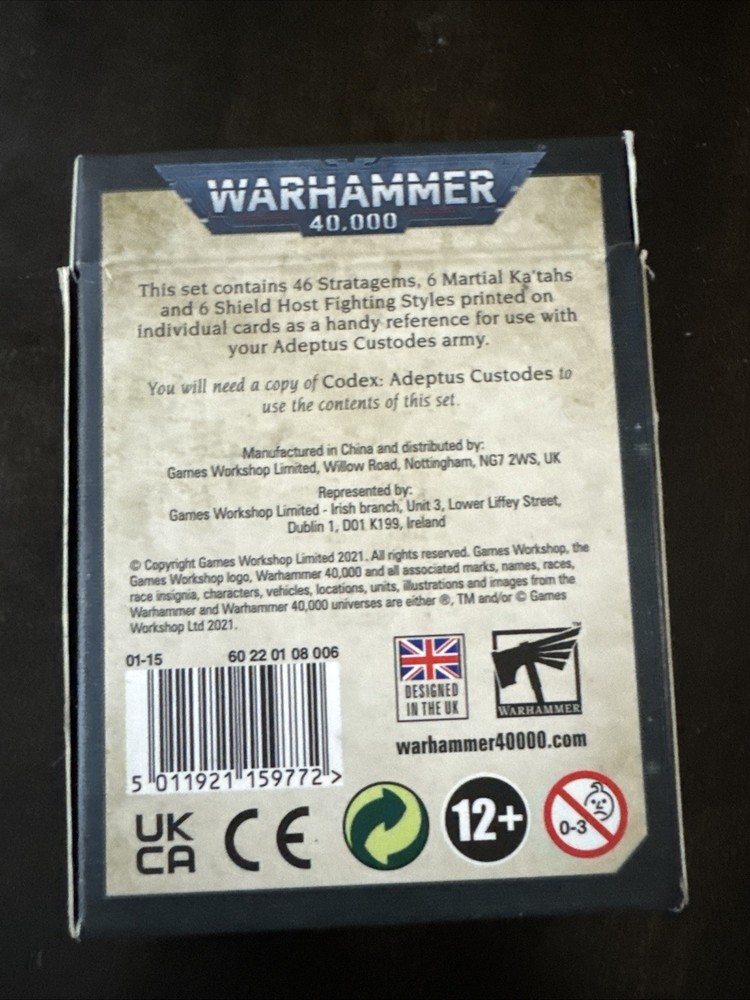 WARHAMMER
40,000
This set contains 46 Stratagems, 6 Martial Ka'tahs
and 6 Shield Host Fighting Styles printed on
individual cards as a handy reference for use with
your Adeptus Custodes army.
You will need a copy of Codex: Adeptus Custodes to
use the contents of this set.
Manufactured in China and distributed by:
Games Workshop Limited, Willow Road, Nottingham, NG7 2WS, UK
Represented by:
Games Workshop Limited - Irish branch, Unit 3, Lower Liffey Street,
Dublin 1, D01 K199, Ireland
© Copyright Games Workshop Limited 2021. All rights reserved. Games Workshop, the
Games Workshop logo, Warhammer 40,000 and all associated marks, names, races,
race insignia, characters, vehicles, locations, units, illustrations and images from the
Warhammer and Warhammer 40,000 universes are either ®, TM and/or © Games
Workshop Ltd 2021.
01-15 60 22 01 08 006
5 011921 159772 >
DESIGNED
IN THE UK
WARHAMMER
TM
warhammer40000.com
UK
CA
CE
12+
0-3